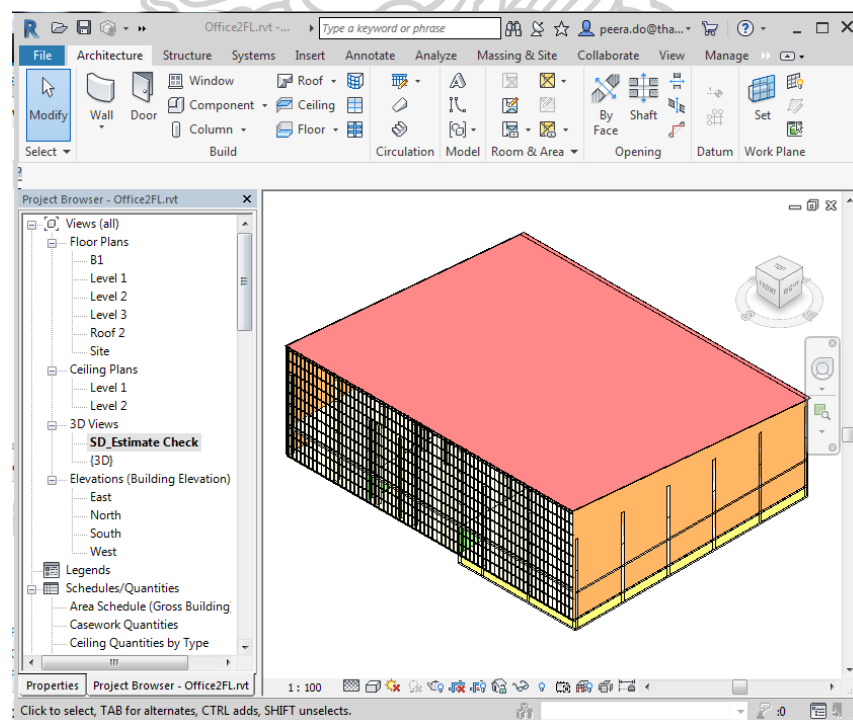 Office2FL.rvt -... Type a keyword or phrase peera.do@tha...
File Architecture Structure Systems Insert Annotate Analyze Massing & Site Collaborate View Manage
Modify Wall Door Window Component Column Roof Ceiling Floor By Face Shaft Set
Select Build Circulation Model Room & Area Opening Datum Work Plane
Project Browser - Office2FL.rvt
Views (all)
Floor Plans
B1
Level 1
Level 2
Level 3
Roof 2
Site
Ceiling Plans
Level 1
Level 2
3D Views
SD_Estimate Check
{3D}
Elevations (Building Elevation)
East
North
South
West
Legends
Schedules/Quantities
Area Schedule (Gross Building
Casework Quantities
Ceiling Quantities by Type
TOP
FRONT RIGHT
Properties Project Browser - Office2FL.rvt 1 : 100
Click to select, TAB for alternates, CTRL adds, SHIFT unselects. :0